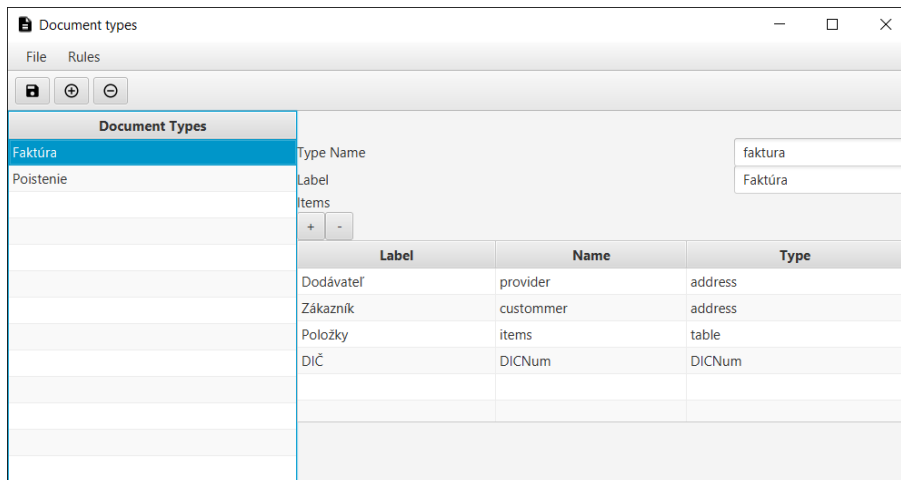 Document types
File Rules
Document Types
Faktúra
Poistenie
Type Name faktura
Label Faktúra
Items
+ -
Label Name Type
Dodávateľ provider address
Zákazník custommer address
Položky items table
DIČ DICNum DICNum